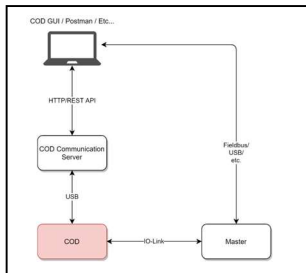 COD GUI / Postman / Etc...
HTTP/REST API
COD Communication
Server
Fieldbus/
USB/
etc.
USB
COD
IO-Link
Master